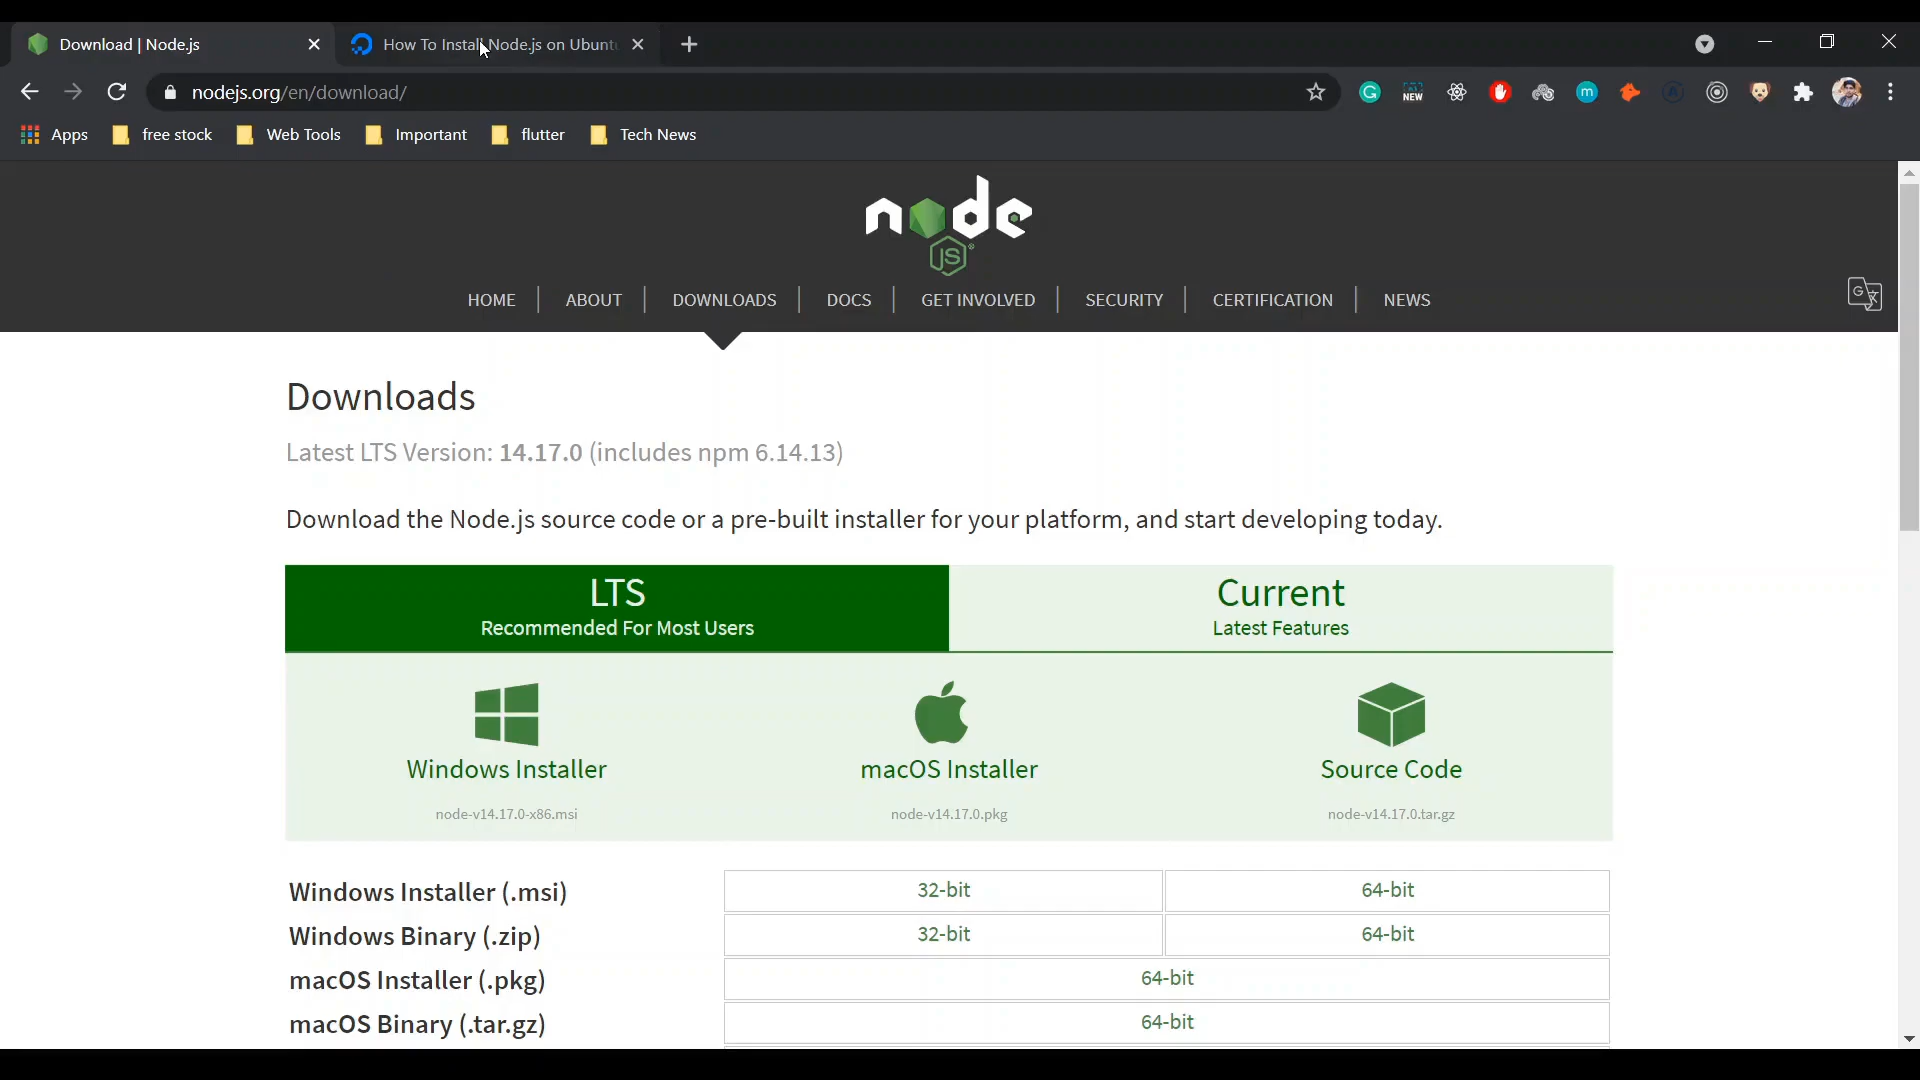 Download | Node.js
How To Install Node.js on Ubunt
nodejs.org/en/download/
NEW
m
Apps
free stock
Web Tools
Important
flutter
Tech News
node
JS
HOME
ABOUT
DOWNLOADS
DOCS
GET INVOLVED
SECURITY
CERTIFICATION
NEWS
Downloads
Latest LTS Version: 14.17.0 (includes npm 6.14.13)
Download the Node.js source code or a pre-built installer for your platform, and start developing today.
LTS
Recommended For Most Users
Current
Latest Features
Windows Installer
node-v14.17.0-x86.msi
macOS Installer
node-v14.17.0.pkg
Source Code
node-v14.17.0.tar.gz
Windows Installer (.msi)
32-bit
64-bit
Windows Binary (.zip)
32-bit
64-bit
macOS Installer (.pkg)
64-bit
macOS Binary (.tar.gz)
64-bit